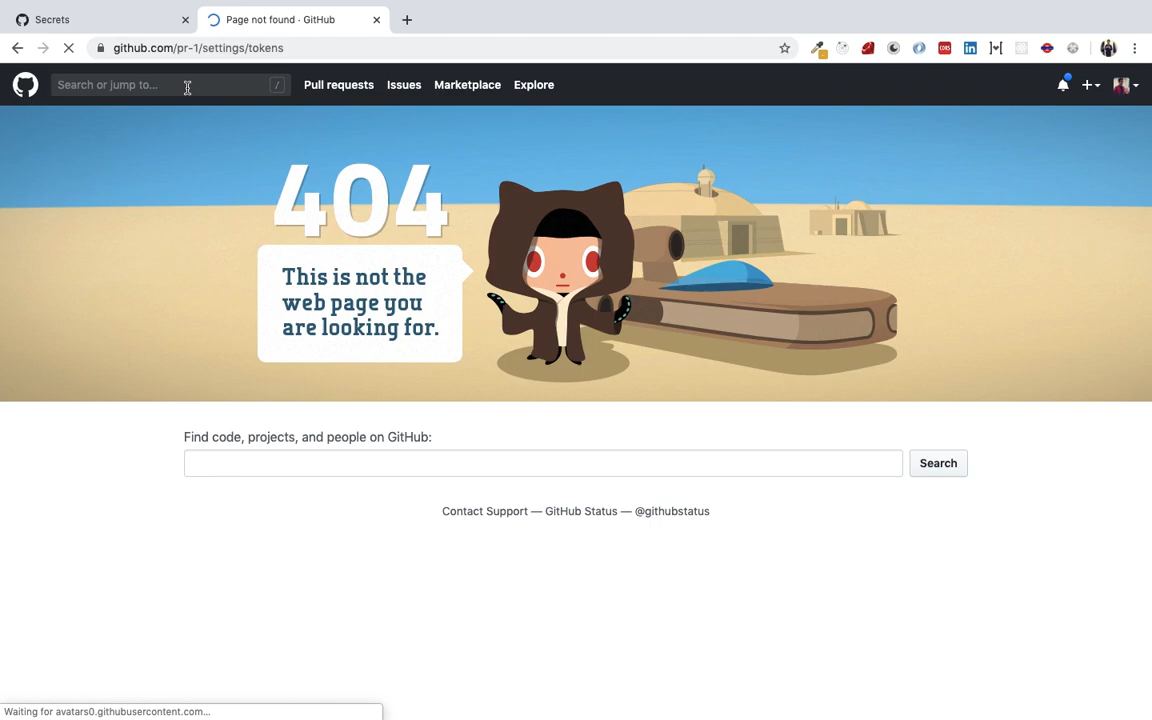 Secrets
Page not found · GitHub
github.com/pr-1/settings/tokens
CORS
Search or jump to...
/
Pull requests
Issues
Marketplace
Explore
404
This is not the
web page you
are looking for.
Find code, projects, and people on GitHub:
Search
Contact Support — GitHub Status — @githubstatus
Waiting for avatars0.githubusercontent.com...